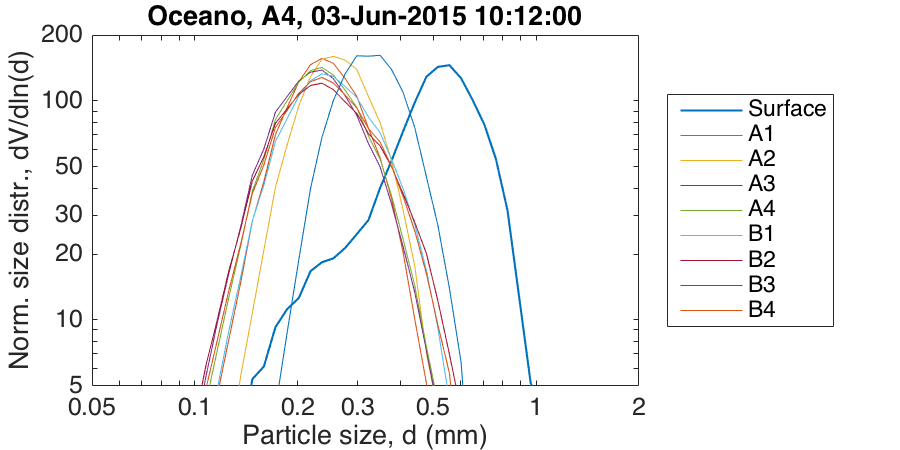 Oceano, A4, 03-Jun-2015 10:12:00
Norm. size distr., dV/dln(d)
200
100
50
30
20
10
5
0.05 0.1 0.2 0.3 0.5 1 2
Particle size, d (mm)
Surface
A1
A2
A3
A4
B1
B2
B3
B4